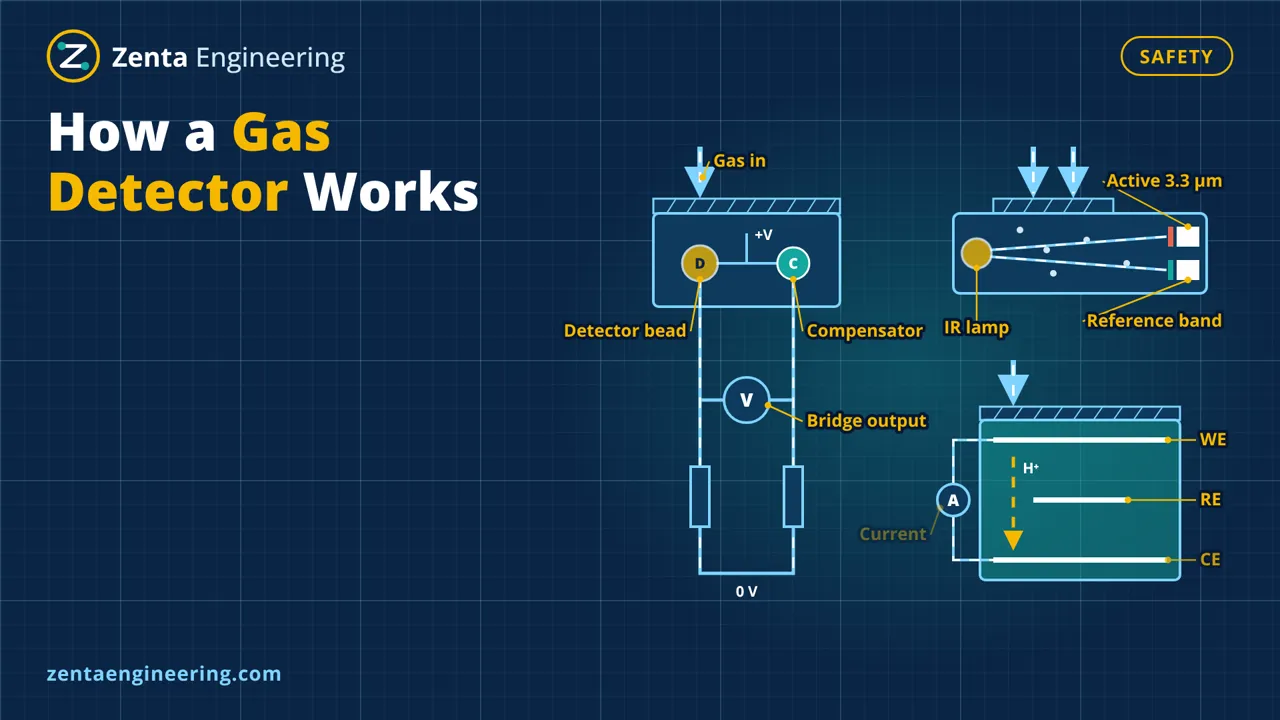 Zenta Engineering
SAFETY
How a Gas
Detector Works
Gas in
Active 3.3 µm
+V
D
C
Detector bead
Compensator
IR lamp
Reference band
V
Bridge output
WE
H+
A
RE
Current
CE
0 V
zentaengineering.com